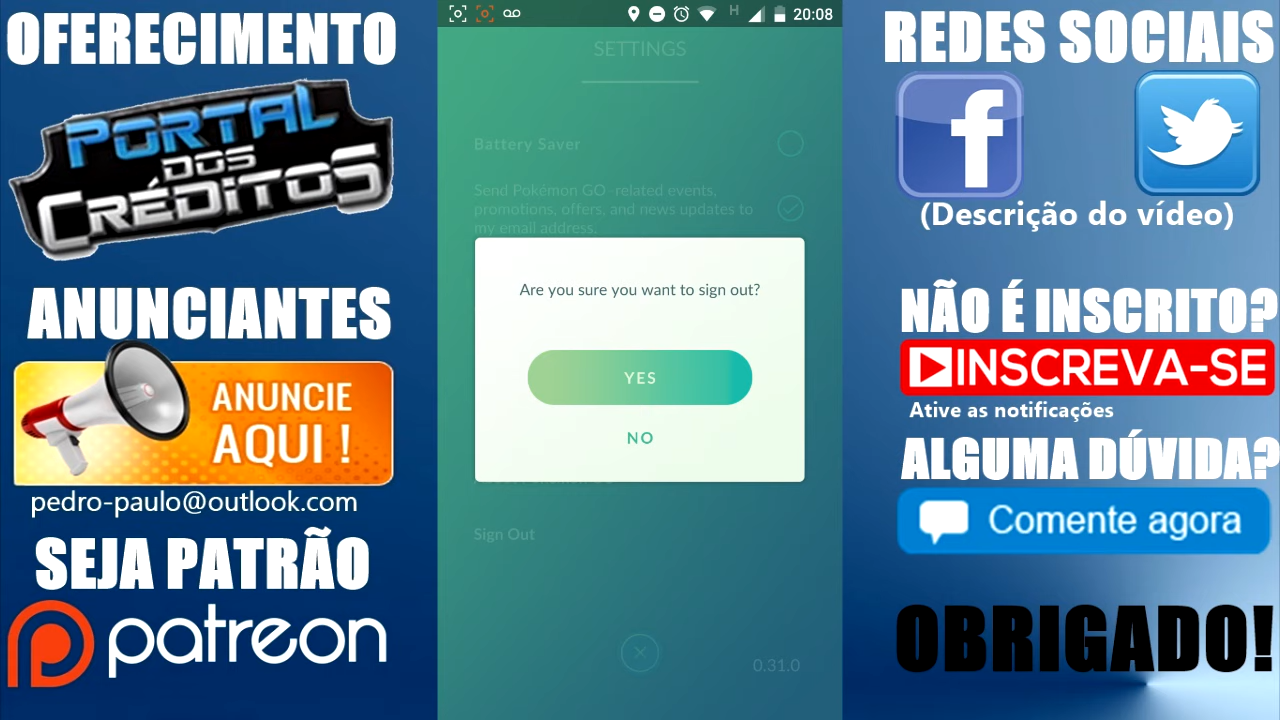 OFERECIMENTO
PORTAL
DOS
CRÉDITOS
ANUNCIANTES
ANUNCIE
AQUI !
pedro-paulo@outlook.com
SEJA PATRÃO
patreon
H
20:08
SETTINGS
Battery Saver
Send Pokémon GO -related events,
promotions, offers, and news updates to
my email address.
Are you sure you want to sign out?
YES
NO
Sign Out
0.31.0
REDES SOCIAIS
(Descrição do vídeo)
NÃO É INSCRITO?
INSCREVA-SE
Ative as notificações
ALGUMA DÚVIDA?
Comente agora
OBRIGADO!